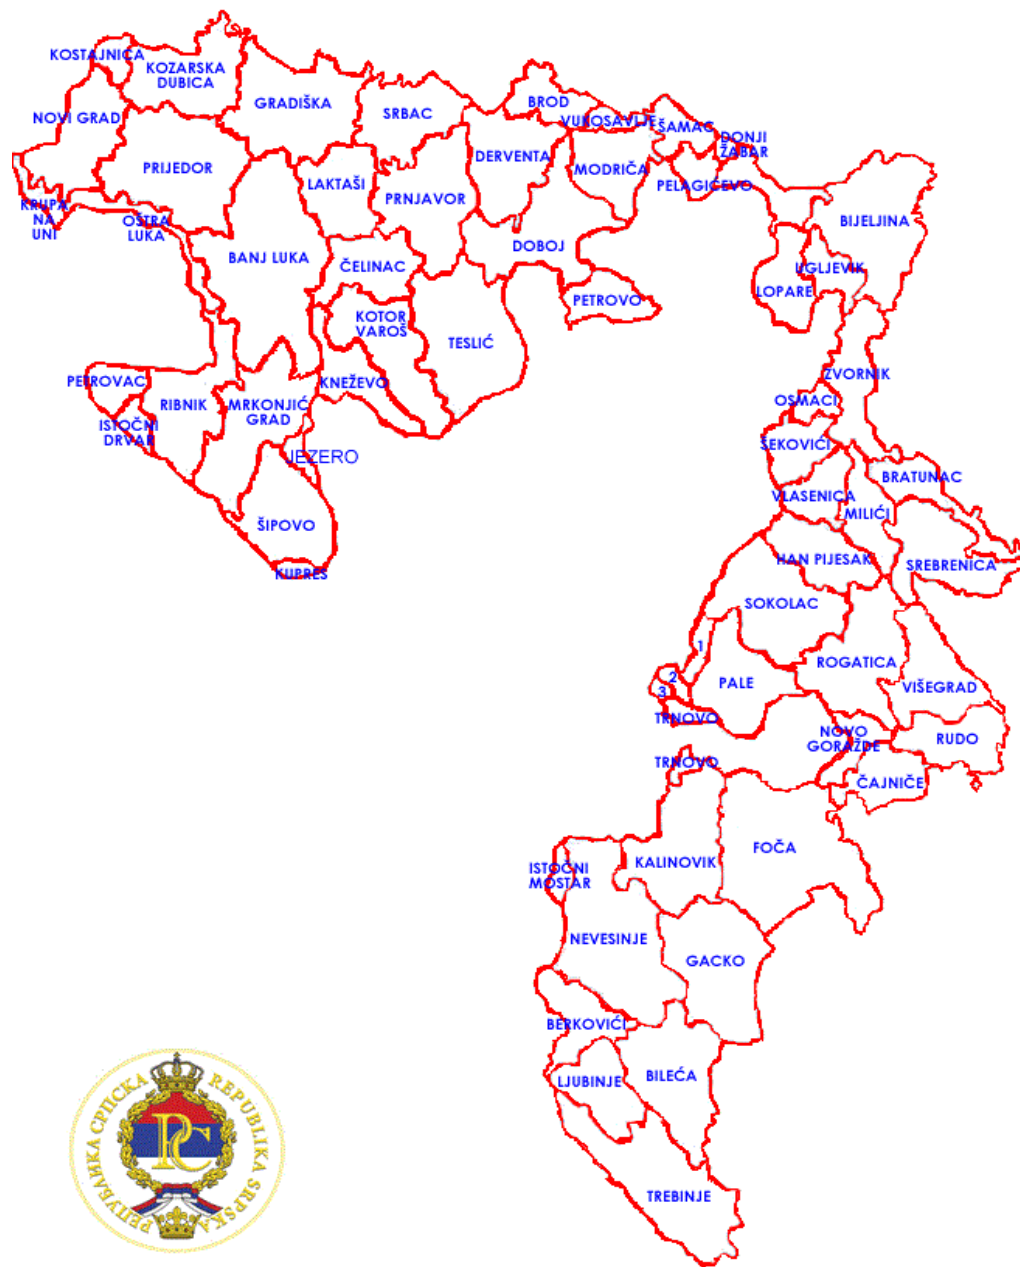 KOSTAJNICA
KOZARSKA
DUBICA
GRADIŠKA
SRBAC
BROD
VUKOSAVLJE
ŠAMAC
DONJI
ŽABAR
NOVI GRAD
PRIJEDOR
LAKTAŠI
PRNJAVOR
DERVENTA
MODRIČA
PELAGIĆEVO
BIJELJINA
KRUPA
NA
UNI
OŠTRA
LUKA
BANJ LUKA
ČELINAC
DOBOJ
PETROVO
LOPARE
UGLJEVIK
KOTOR
VAROŠ
TESLIĆ
PETROVAC
RIBNIK
MRKONJIĆ
GRAD
KNEŽEVO
ISTOČNI
DRVAR
JEZERO
ŠIPOVO
KUPRES
ZVORNIK
OSMACI
ŠEKOVIĆI
VLASENICA
MILIĆI
BRATUNAC
HAN PIJESAK
SREBRENICA
SOKOLAC
1
2
3
PALE
ROGATICA
VIŠEGRAD
TRNOVO
NOVO
GORAŽDE
RUDO
TRNOVO
ČAJNIČE
ISTOČNI
MOSTAR
KALINOVIK
FOČA
NEVESINJE
GACKO
BERKOVIĆI
LJUBINJE
BILEĆA
TREBINJE
РЕПУБЛИКА СРПСКА
REPUBLIKA SRPSKA
РС